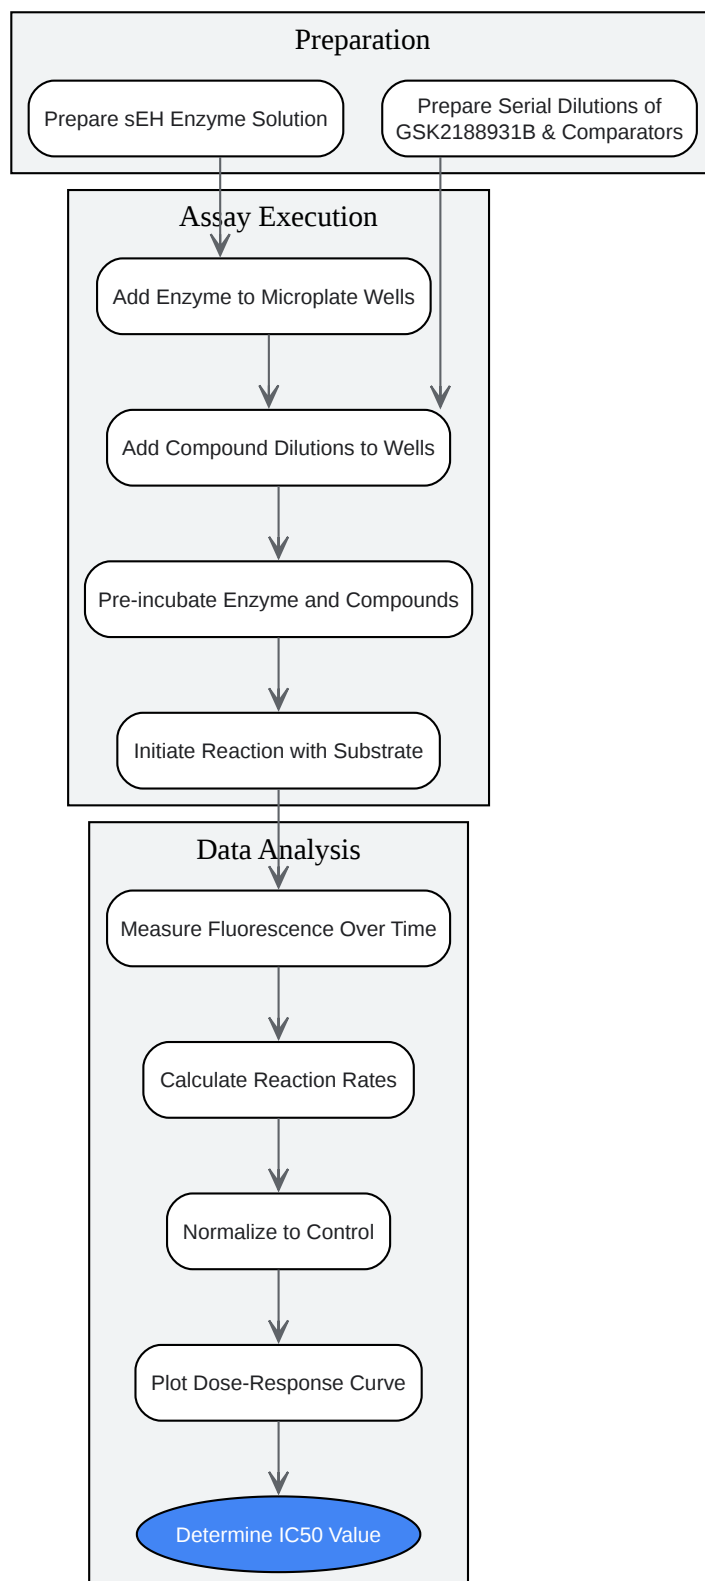 Preparation
Prepare sEH Enzyme Solution
Prepare Serial Dilutions of
GSK2188931B & Comparators
Assay Execution
Add Enzyme to Microplate Wells
Add Compound Dilutions to Wells
Pre-incubate Enzyme and Compounds
Initiate Reaction with Substrate
Data Analysis
Measure Fluorescence Over Time
Calculate Reaction Rates
Normalize to Control
Plot Dose-Response Curve
Determine IC50 Value